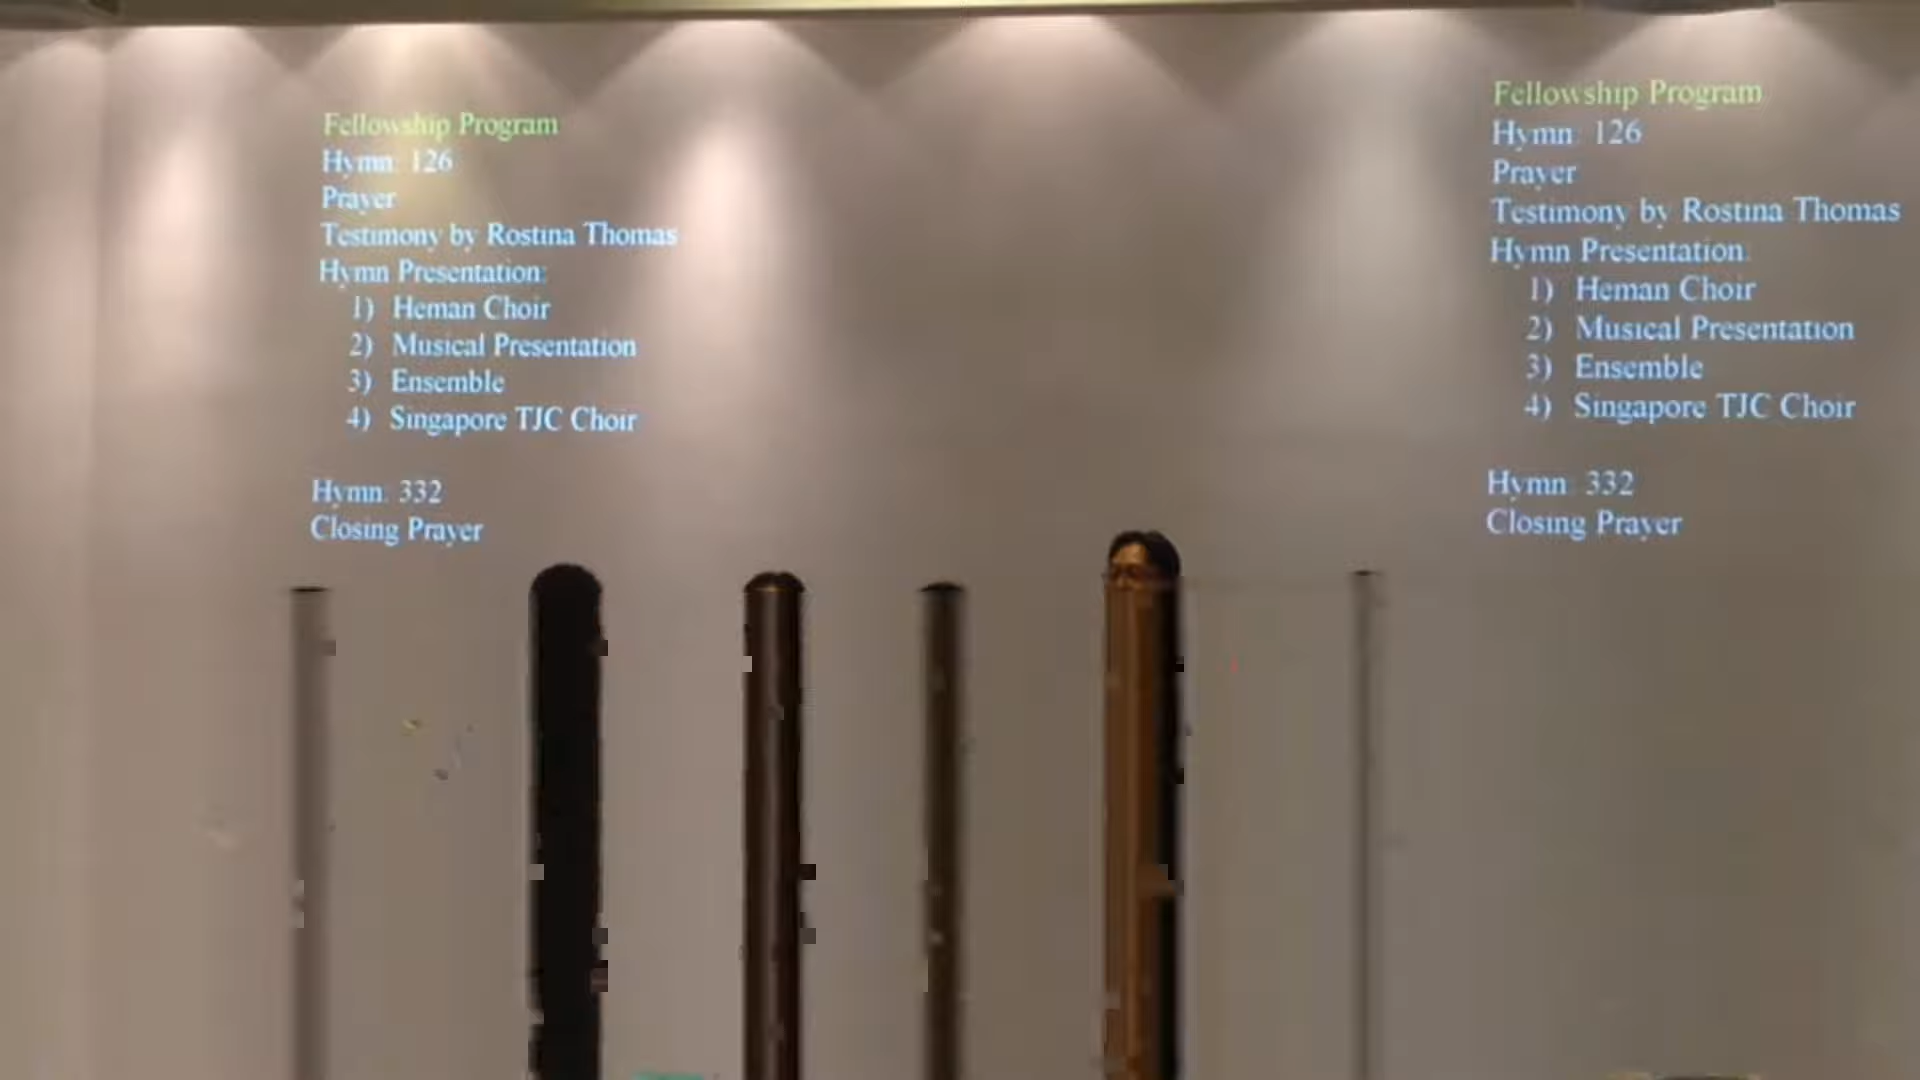 Fellowship Program
Hymn: 126
Prayer
Testimony by Rostina Thomas
Hymn Presentation:
1) Heman Choir
2) Musical Presentation
3) Ensemble
4) Singapore TJC Choir
Hymn: 332
Closing Prayer
Fellowship Program
Hymn: 126
Prayer
Testimony by Rostina Thomas
Hymn Presentation:
1) Heman Choir
2) Musical Presentation
3) Ensemble
4) Singapore TJC Choir
Hymn: 332
Closing Prayer